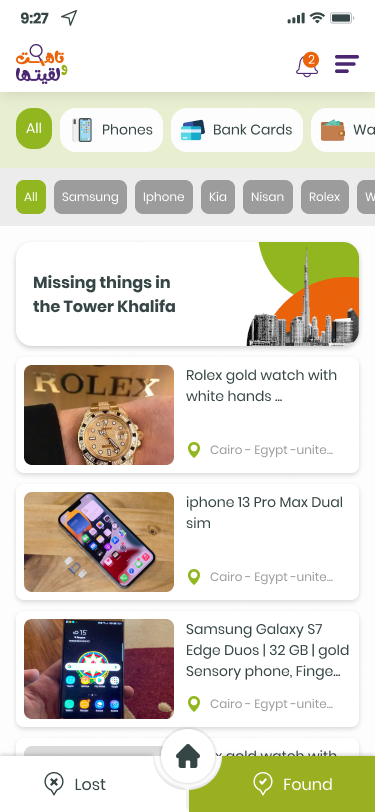 9:27
تاهت
ولقيتها
2
All
Phones
Bank Cards
Wa
All
Samsung
Iphone
Kia
Nisan
Rolex
W
Missing things in
the Tower Khalifa
ROLEX
Rolex gold watch with
white hands ...
Cairo - Egypt -unite...
iphone 13 Pro Max Dual
sim
Cairo - Egypt -unite...
Samsung Galaxy S7
Edge Duos | 32 GB | gold
Sensory phone, Finge...
Cairo - Egypt -unite...
gold watch with
Lost
Found